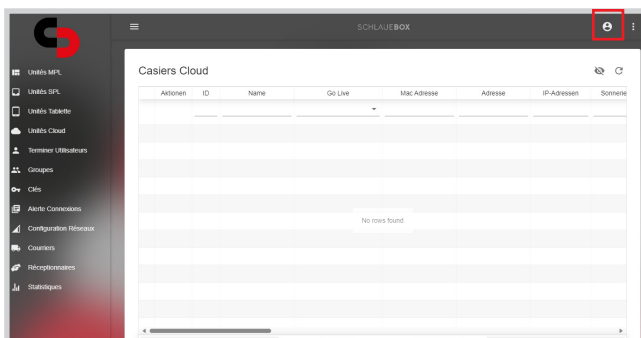 SCHLAUEBOX
Unités MPL
Unités SPL
Unités Tablette
Unités Cloud
Terminer Utilisateurs
Groupes
Clés
Alerte Connexions
Configuration Réseaux
Courriers
Réceptionnaires
Statistiques
Casiers Cloud
Aktionen ID Name Go Live Mac Adresse Adresse IP-Adressen Sonnerie
No rows found